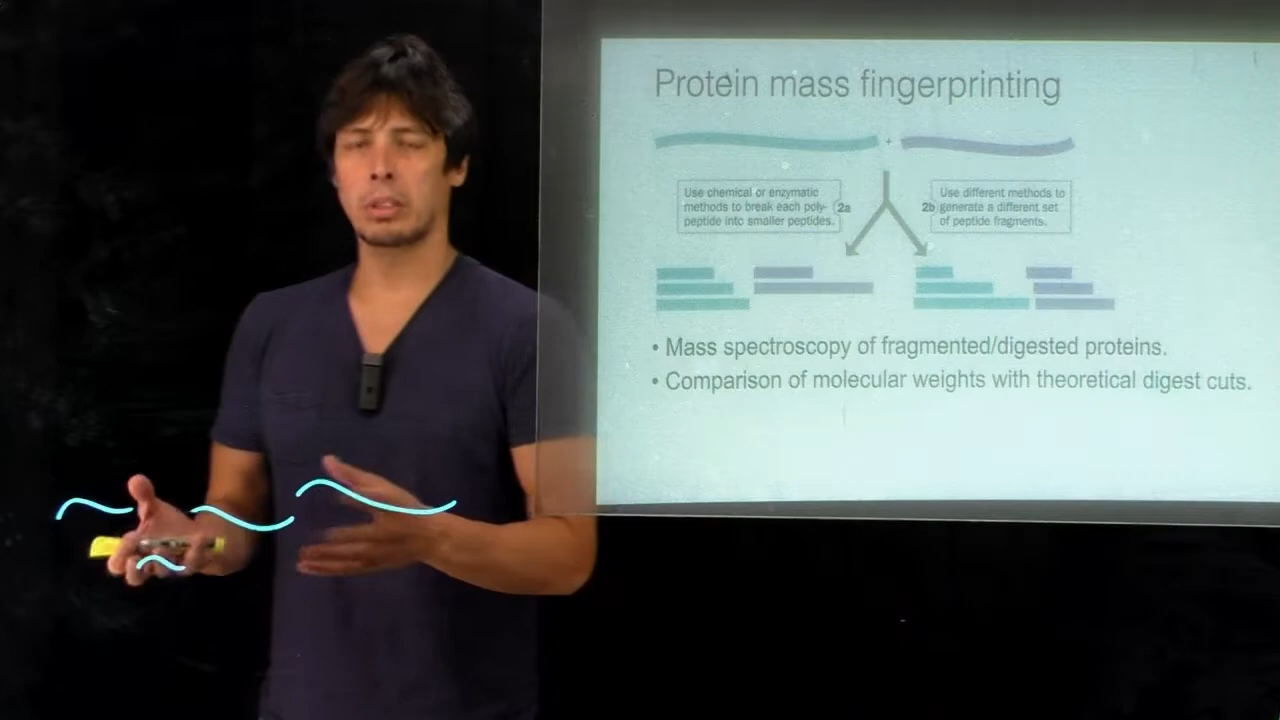 Protein mass fingerprinting
+
Use chemical or enzymatic
methods to break each poly-
peptide into smaller peptides.
2a
2b
Use different methods to
generate a different set
of peptide fragments.
• Mass spectroscopy of fragmented/digested proteins.
• Comparison of molecular weights with theoretical digest cuts.